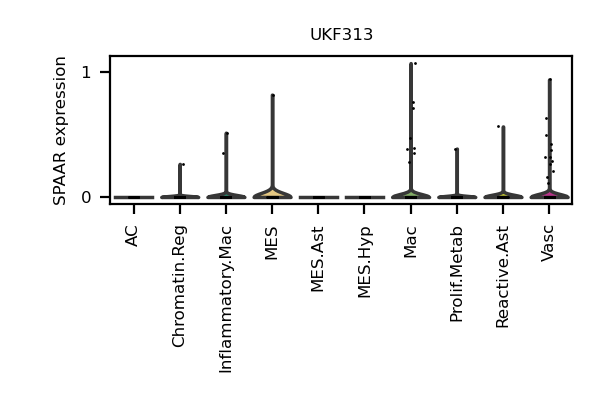 UKF313
SPAAR expression
1
0
AC
Chromatin.Reg
Inflammatory.Mac
MES
MES.Ast
MES.Hyp
Mac
Prolif.Metab
Reactive.Ast
Vasc